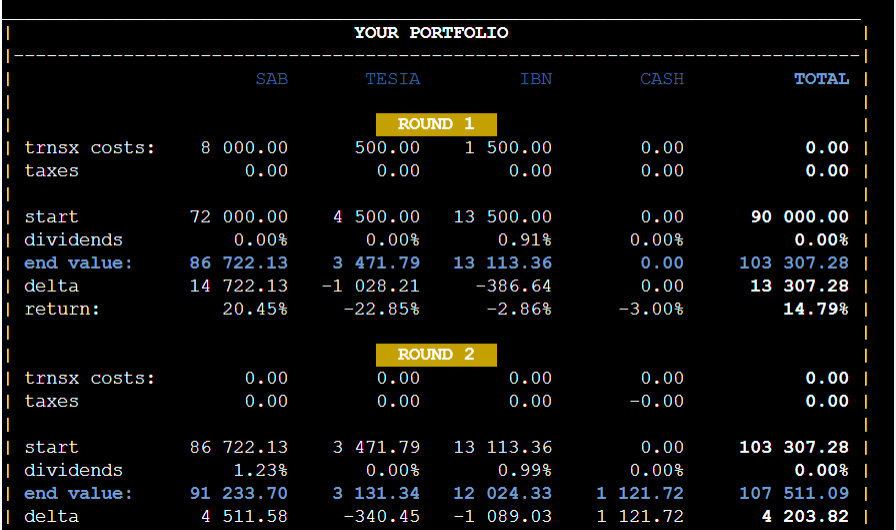 YOUR PORTFOLIO
SAB TESIA IBN CASH TOTAL
ROUND 1
trnsx costs: 8 000.00 500.00 1 500.00 0.00 0.00
taxes 0.00 0.00 0.00 0.00 0.00
start 72 000.00 4 500.00 13 500.00 0.00 90 000.00
dividends 0.00% 0.00% 0.91% 0.00% 0.00%
end value: 86 722.13 3 471.79 13 113.36 0.00 103 307.28
delta 14 722.13 -1 028.21 -386.64 0.00 13 307.28
return: 20.45% -22.85% -2.86% -3.00% 14.79%
ROUND 2
trnsx costs: 0.00 0.00 0.00 0.00 0.00
taxes 0.00 0.00 0.00 -0.00 0.00
start 86 722.13 3 471.79 13 113.36 0.00 103 307.28
dividends 1.23% 0.00% 0.99% 0.00% 0.00%
end value: 91 233.70 3 131.34 12 024.33 1 121.72 107 511.09
delta 4 511.58 -340.45 -1 089.03 1 121.72 4 203.82